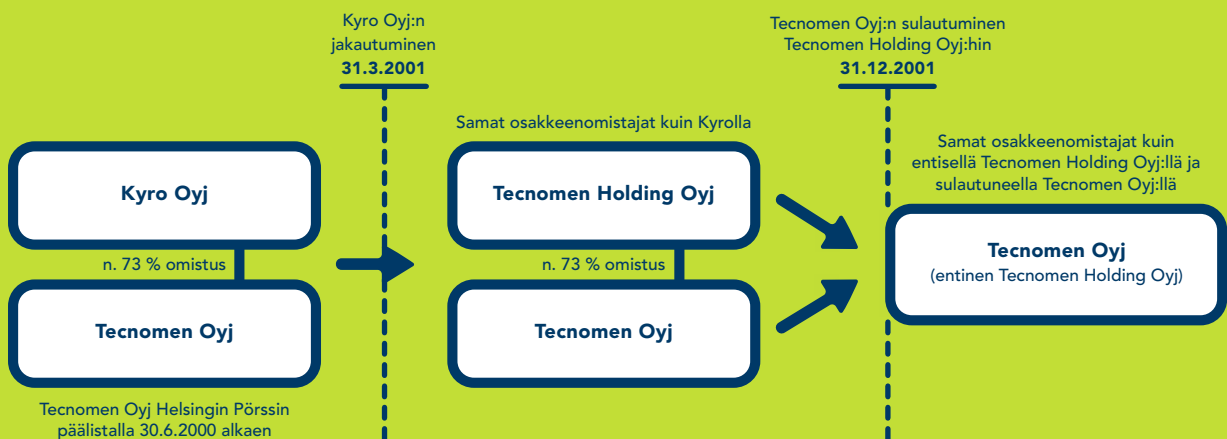 Kyro Oyj:n
jakautuminen
31.3.2001
Tecnomen Oyj:n sulautuminen
Tecnomen Holding Oyj:hin
31.12.2001
Kyro Oyj
n. 73 % omistus
Tecnomen Oyj
Tecnomen Oyj Helsingin Pörssin
päälistalla 30.6.2000 alkaen
Samat osakkeenomistajat kuin Kyrolla
Tecnomen Holding Oyj
n. 73 % omistus
Tecnomen Oyj
Samat osakkeenomistajat kuin
entisellä Tecnomen Holding Oyj:llä ja
sulautuneella Tecnomen Oyj:llä
Tecnomen Oyj
(entinen Tecnomen Holding Oyj)